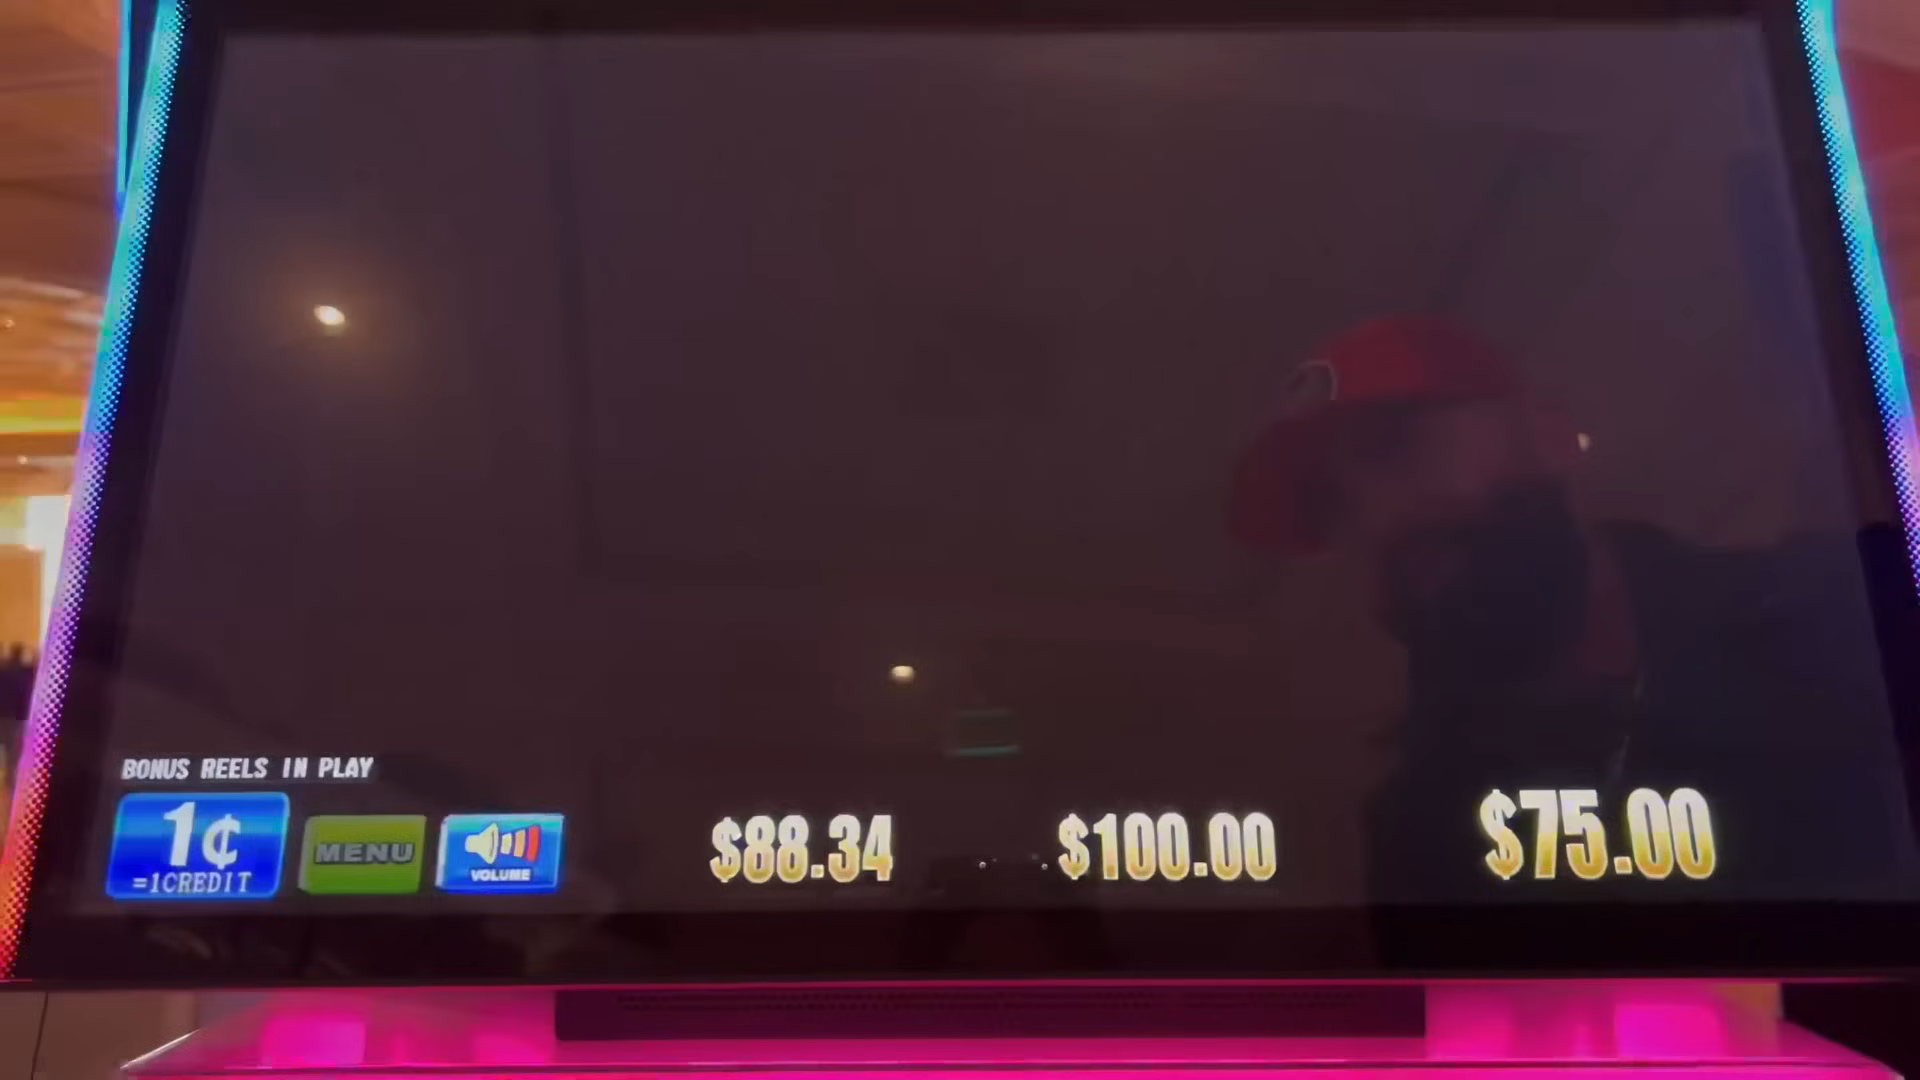 BONUS REELS IN PLAY
1¢
=1CREDIT
MENU
VOLUME
$88.34
$100.00
$75.00